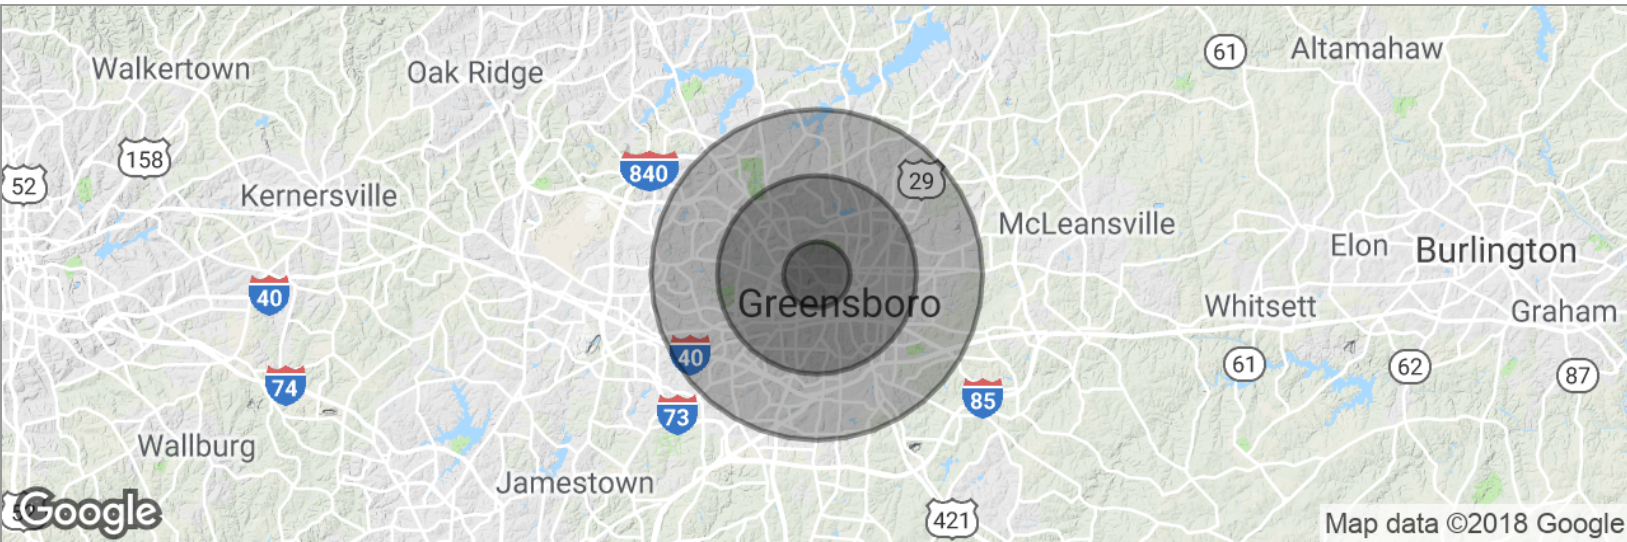 61
Altamahaw
Walkertown
Oak Ridge
158
840
29
52
Kernersville
McLeansville
Elon
Burlington
40
Greensboro
Whitsett
Graham
40
61
62
87
74
85
73
Wallburg
Jamestown
52
Google
421
Map data ©2018 Google